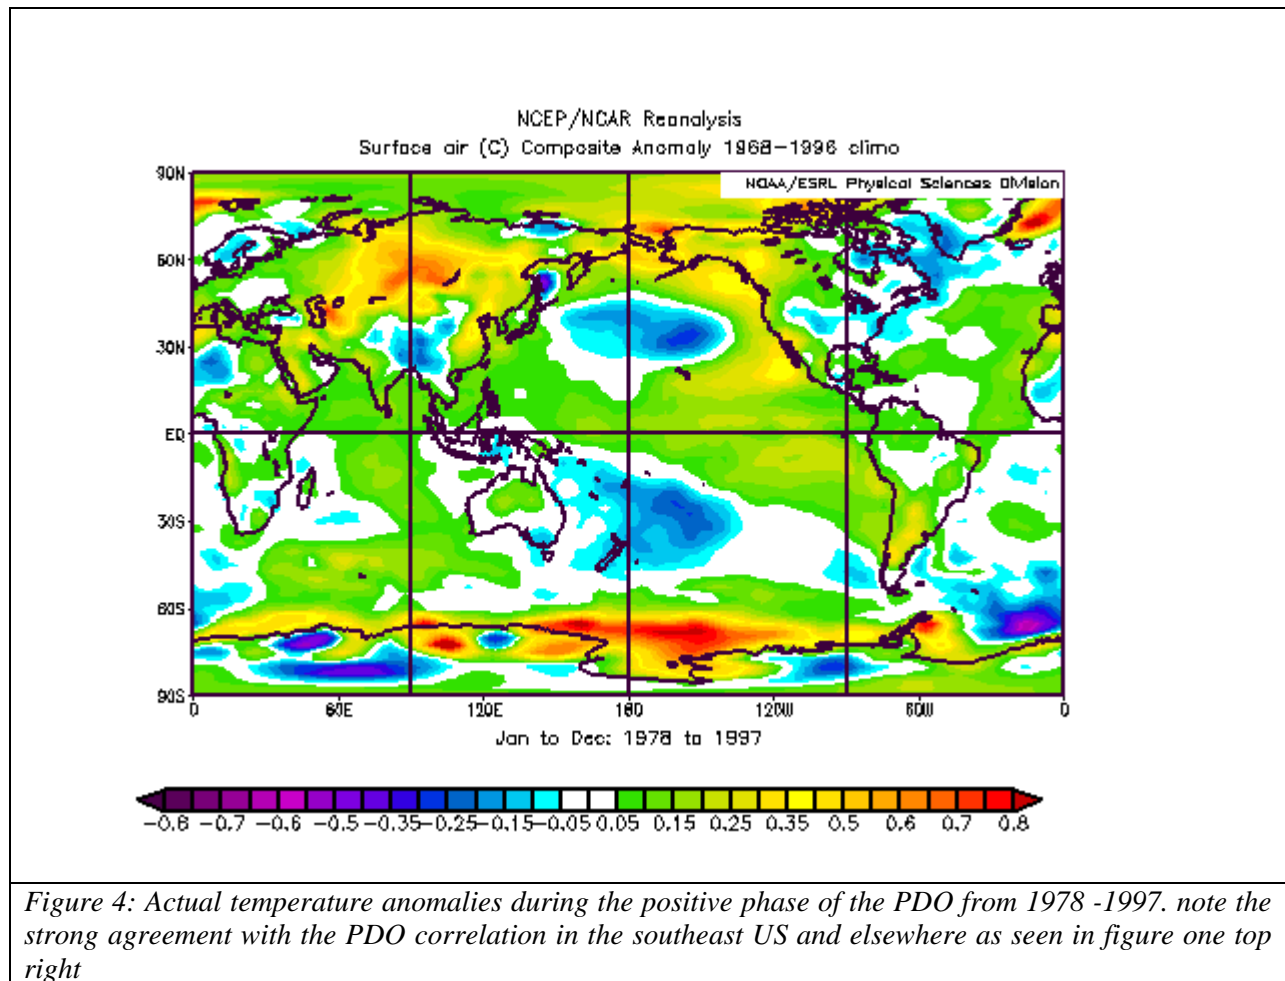 NCEP/NCAR Reanalysis
Surface air (C) Composite Anomaly 1968-1996 climo
NOAA/ESRL Physical Sciences Division
90N
60N
30N
EQ
30S
60S
90S
0 60E 120E 180 120W 60W 0
Jan to Dec: 1978 to 1997
-0.8 -0.7 -0.6 -0.5 -0.35 -0.25 -0.15 -0.05 0.05 0.15 0.25 0.35 0.5 0.6 0.7 0.8
Figure 4: Actual temperature anomalies during the positive phase of the PDO from 1978 -1997. note the
strong agreement with the PDO correlation in the southeast US and elsewhere as seen in figure one top
right